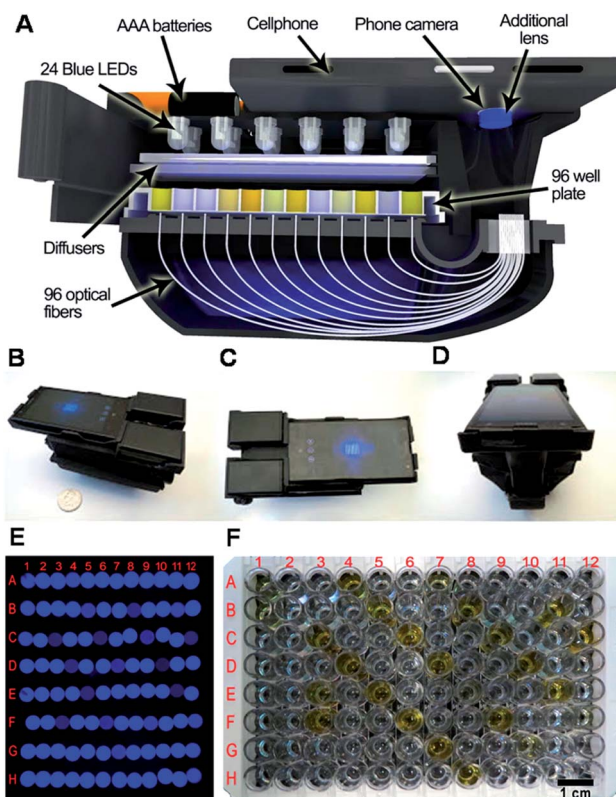 A
AAA batteries
Cellphone
Phone camera
Additional
lens
24 Blue LEDs
96 well
plate
Diffusers
96 optical
fibers
B
C
D
E
F
1 2 3 4 5 6 7 8 9 10 11 12
A
B
C
D
E
F
G
H
1 2 3 4 5 6 7 8 9 10 11 12
A
B
C
D
E
F
G
H
1 cm